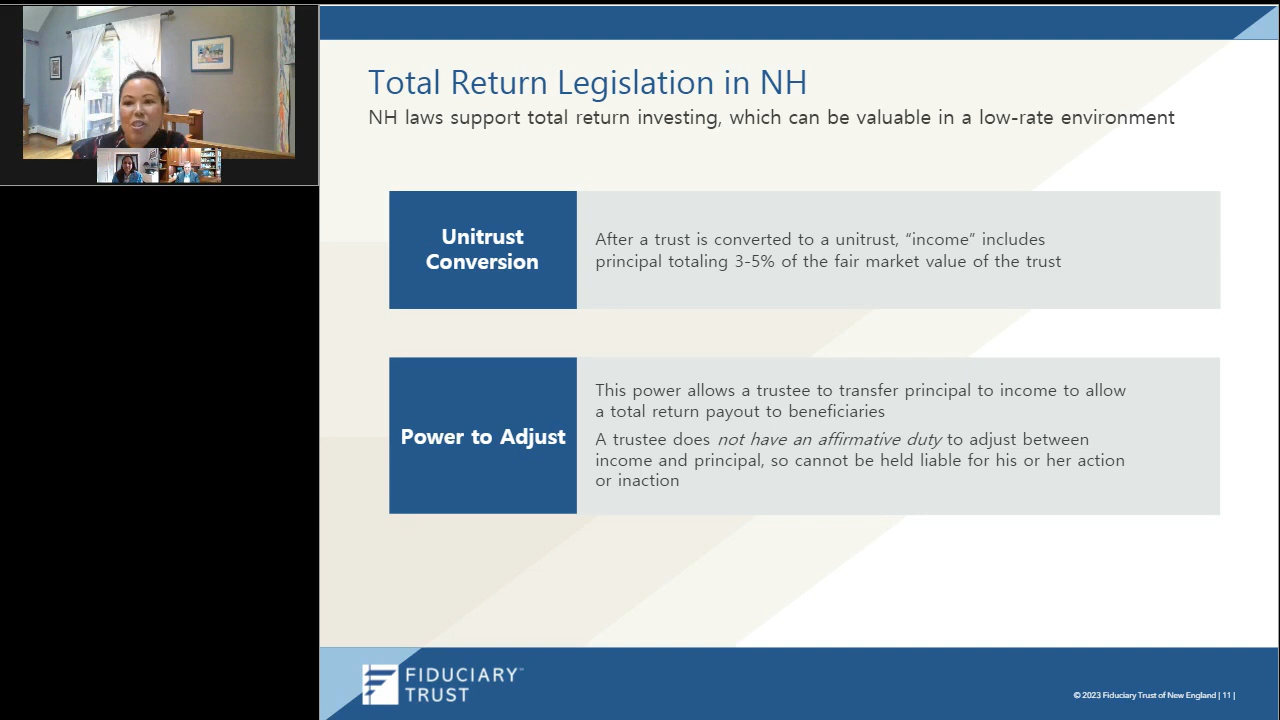 Total Return Legislation in NH
NH laws support total return investing, which can be valuable in a low-rate environment
Unitrust
Conversion
After a trust is converted to a unitrust, “income” includes
principal totaling 3-5% of the fair market value of the trust
Power to Adjust
This power allows a trustee to transfer principal to income to allow
a total return payout to beneficiaries
A trustee does not have an affirmative duty to adjust between
income and principal, so cannot be held liable for his or her action
or inaction
FIDUCIARY™
TRUST
© 2023 Fiduciary Trust of New England | 11 |